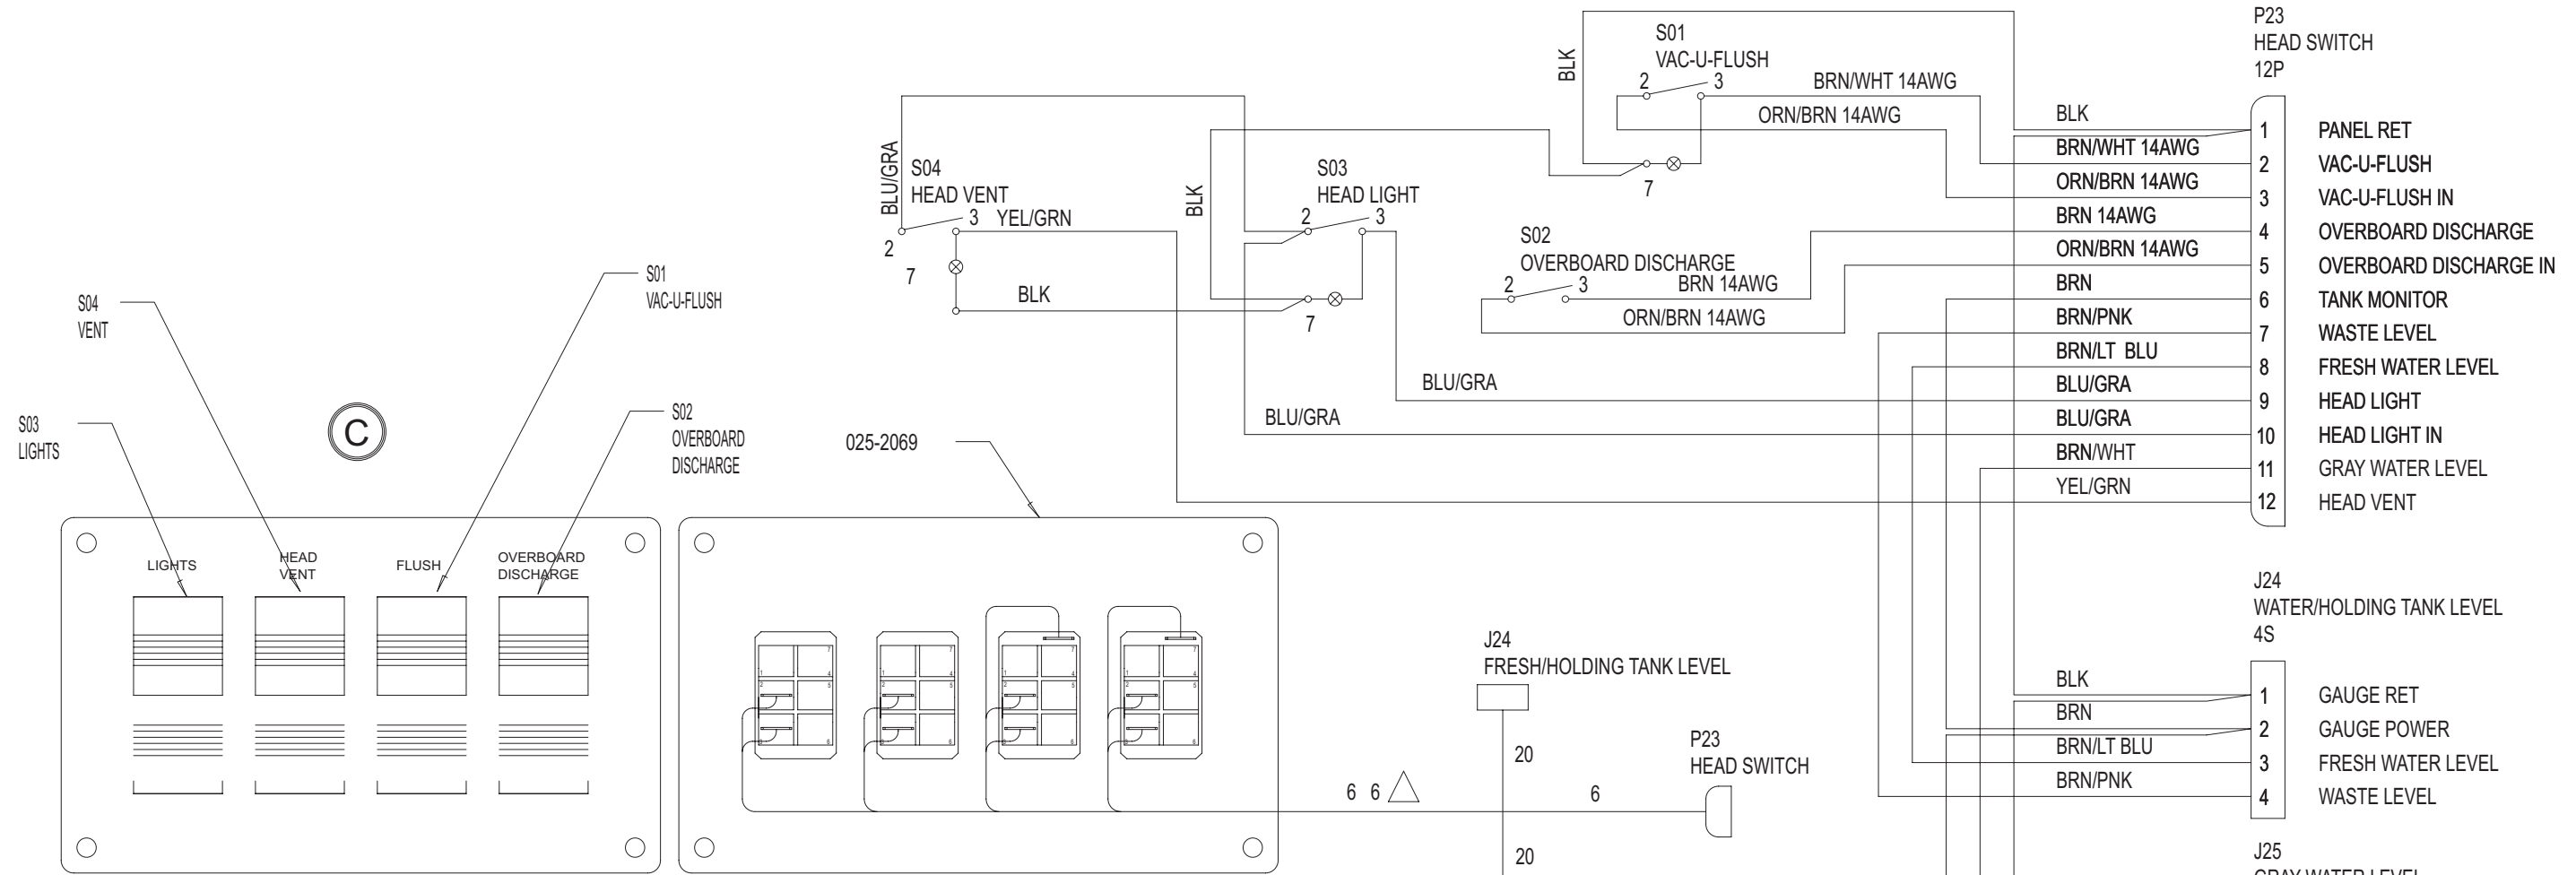 P23
HEAD SWITCH
12P
S01
VAC-U-FLUSH
BLK
2 3
BRN/WHT 14AWG
ORN/BRN 14AWG
7
BLU/GRA
S04
HEAD VENT
3 YEL/GRN
2
7
BLK
BLK
S03
HEAD LIGHT
2 3
7
S02
OVERBOARD DISCHARGE
2 3 BRN 14AWG
ORN/BRN 14AWG
BLU/GRA
BLU/GRA
BLK
1 PANEL RET
BRN/WHT 14AWG
2 VAC-U-FLUSH
ORN/BRN 14AWG
3 VAC-U-FLUSH IN
BRN 14AWG
4 OVERBOARD DISCHARGE
ORN/BRN 14AWG
5 OVERBOARD DISCHARGE IN
BRN
6 TANK MONITOR
BRN/PNK
7 WASTE LEVEL
BRN/LT BLU
8 FRESH WATER LEVEL
BLU/GRA
9 HEAD LIGHT
BLU/GRA
10 HEAD LIGHT IN
BRN/WHT
11 GRAY WATER LEVEL
YEL/GRN
12 HEAD VENT
S04
VENT
S01
VAC-U-FLUSH
S03
LIGHTS
C
S02
OVERBOARD
DISCHARGE
025-2069
LIGHTS
HEAD
VENT
FLUSH
OVERBOARD
DISCHARGE
J24
FRESH/HOLDING TANK LEVEL
20
20
6 6
6
P23
HEAD SWITCH
J24
WATER/HOLDING TANK LEVEL
4S
BLK
1 GAUGE RET
BRN
2 GAUGE POWER
BRN/LT BLU
3 FRESH WATER LEVEL
BRN/PNK
4 WASTE LEVEL
J25
GRAY WATER LEVEL